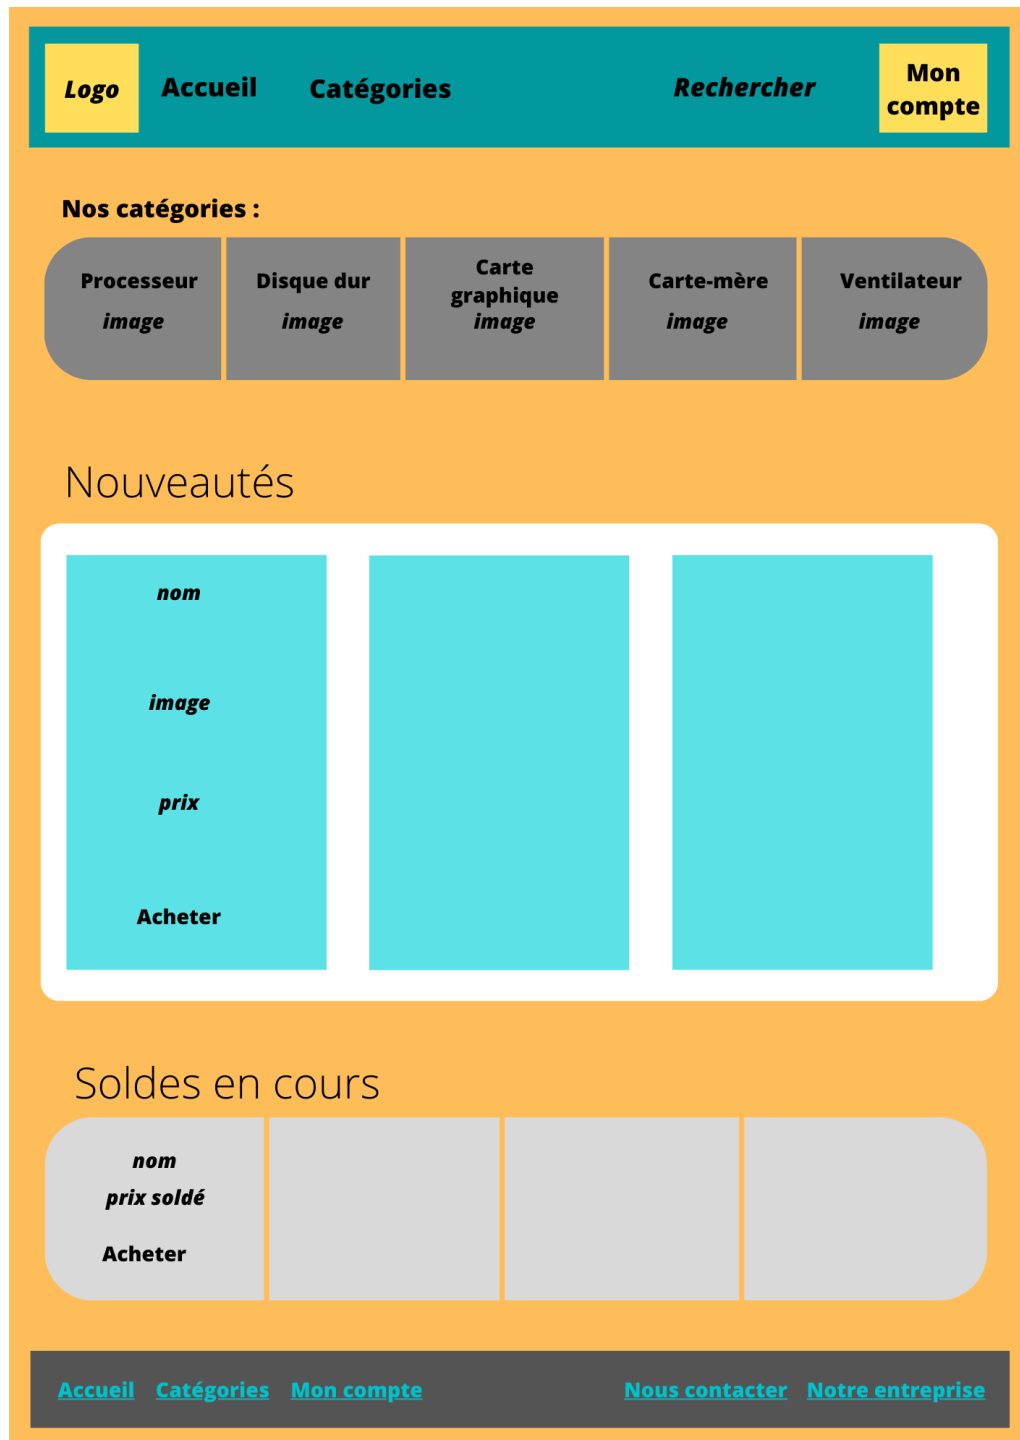 Logo Accueil Catégories Rechercher Mon compte
Nos catégories :
Processeur Disque dur Carte graphique Carte-mère Ventilateur
image image image image image
Nouveautés
nom
image
prix
Acheter
Soldes en cours
nom
prix soldé
Acheter
Accueil Catégories Mon compte Nous contacter Notre entreprise